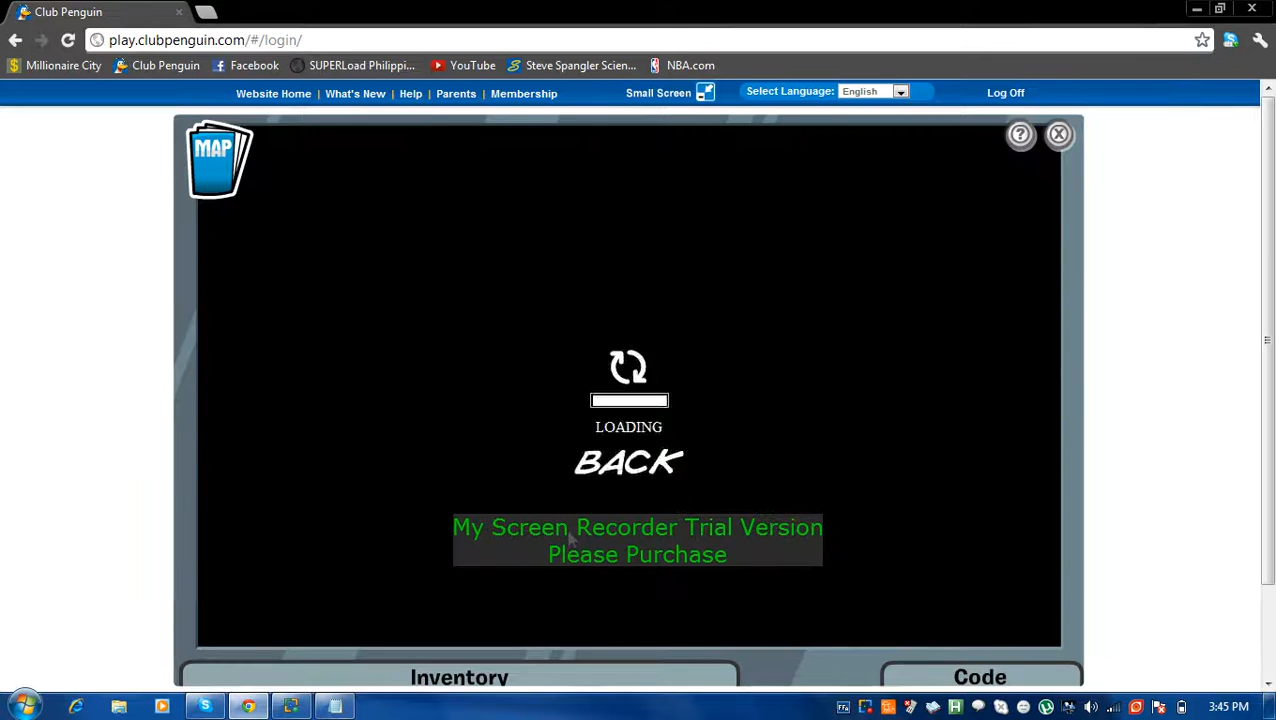 Club Penguin
play.clubpenguin.com/#/login/
Millionaire City Club Penguin Facebook SUPERLoad Philippi... YouTube Steve Spangler Scien... NBA.com
Website Home | What's New | Help | Parents | Membership Small Screen Select Language: English Log Off
MAP
?
X
LOADING
BACK
My Screen Recorder Trial Version
Please Purchase
Inventory
Code
3:45 PM